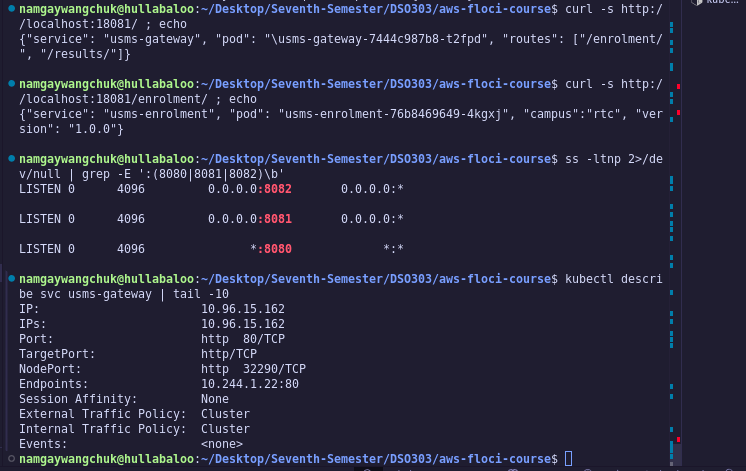 namgaywangchuk@hullabaloo:~/Desktop/Seventh-Semester/DSO303/aws-floci-course$ curl -s http:/
/localhost:18081/ ; echo
{"service": "usms-gateway", "pod": "\usms-gateway-7444c987b8-t2fpd", "routes": ["/enrolment/
", "/results/"]}
namgaywangchuk@hullabaloo:~/Desktop/Seventh-Semester/DSO303/aws-floci-course$ curl -s http:/
/localhost:18081/enrolment/ ; echo
{"service": "usms-enrolment", "pod": "usms-enrolment-76b8469649-4kgxj", "campus":"rtc", "ver
sion": "1.0.0"}
namgaywangchuk@hullabaloo:~/Desktop/Seventh-Semester/DSO303/aws-floci-course$ ss -ltnp 2>/de
v/null | grep -E ':(8080|8081|8082)\b'
LISTEN 0      4096         0.0.0.0:8082       0.0.0.0:*
LISTEN 0      4096         0.0.0.0:8081       0.0.0.0:*
LISTEN 0      4096               *:8080             *:*
namgaywangchuk@hullabaloo:~/Desktop/Seventh-Semester/DSO303/aws-floci-course$ kubectl descri
be svc usms-gateway | tail -10
IP:                       10.96.15.162
IPs:                      10.96.15.162
Port:                     http  80/TCP
TargetPort:               http/TCP
NodePort:                 http  32290/TCP
Endpoints:                10.244.1.22:80
Session Affinity:         None
External Traffic Policy:  Cluster
Internal Traffic Policy:  Cluster
Events:                   <none>
namgaywangchuk@hullabaloo:~/Desktop/Seventh-Semester/DSO303/aws-floci-course$